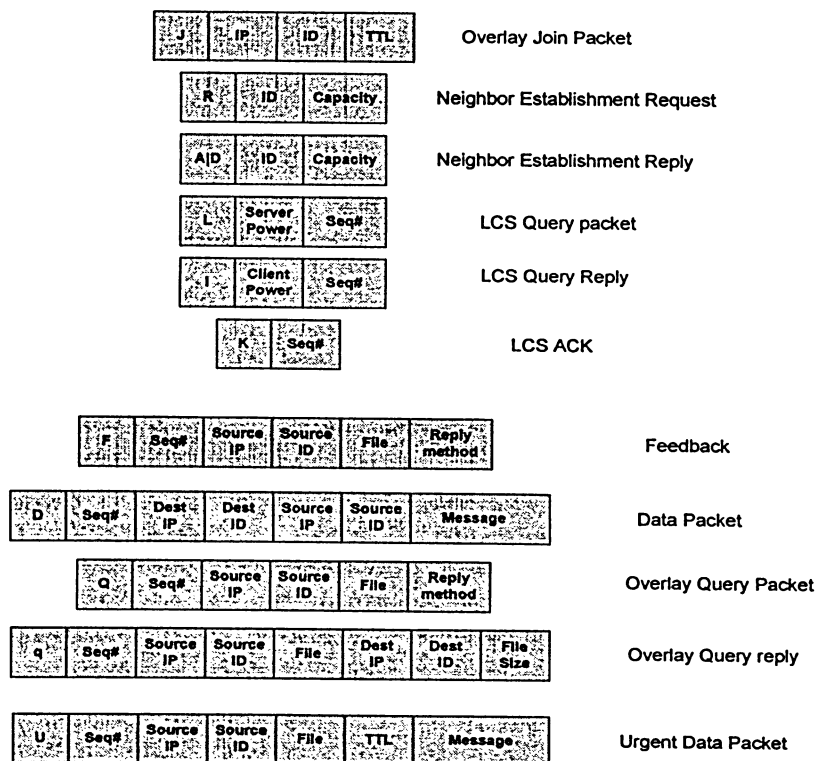 J IP ID TTL Overlay Join Packet
R ID Capacity Neighbor Establishment Request
A|D ID Capacity Neighbor Establishment Reply
L Server Power Seq# LCS Query packet
I Client Power Seq# LCS Query Reply
K Seq# LCS ACK
F Seq# Source IP Source ID File Reply method Feedback
D Seq# Dest IP Dest ID Source IP Source ID Message Data Packet
Q Seq# Source IP Source ID File Reply method Overlay Query Packet
q Seq# Source IP Source ID File Dest IP Dest ID File Size Overlay Query reply
U Seq# Source IP Source ID File TTL Message Urgent Data Packet